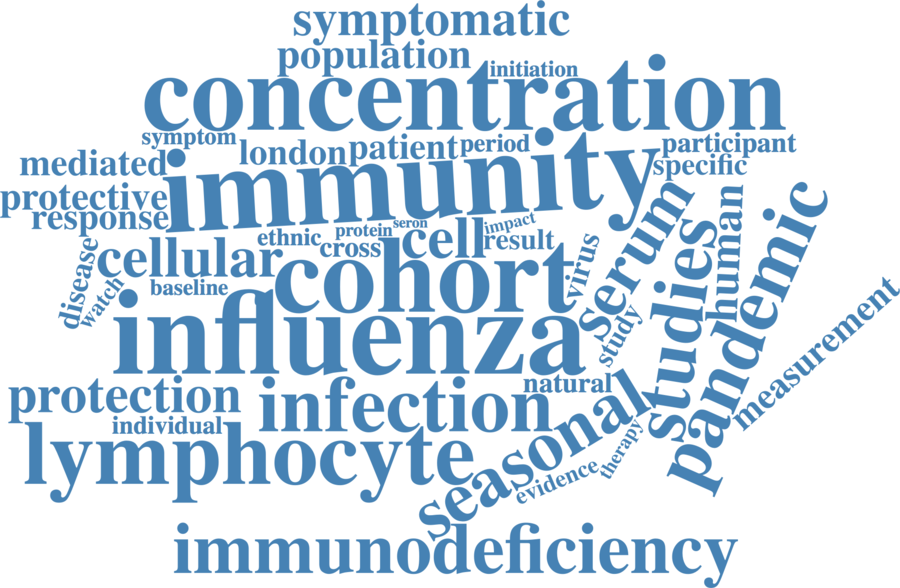 symptomatic
population
initiation
concentration
symptom
london
patient
period
participant
mediated
immunity
specific
protective
response
protein
seron
impact
ethnic
cross
cell
result
cellular
disease
watch
baseline
cohort
virus
serum
human
studies
pandemic
influenza
study
measurement
natural
protection
infection
individual
seasonal
lymphocyte
evidence
therapy
immunodeficiency